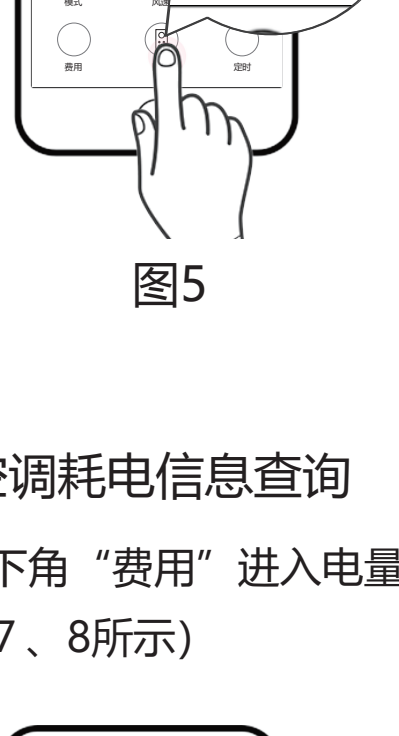 模式 风速
费用 定时
图5
空调耗电信息查询
下角“费用”进入电量
7、8所示）